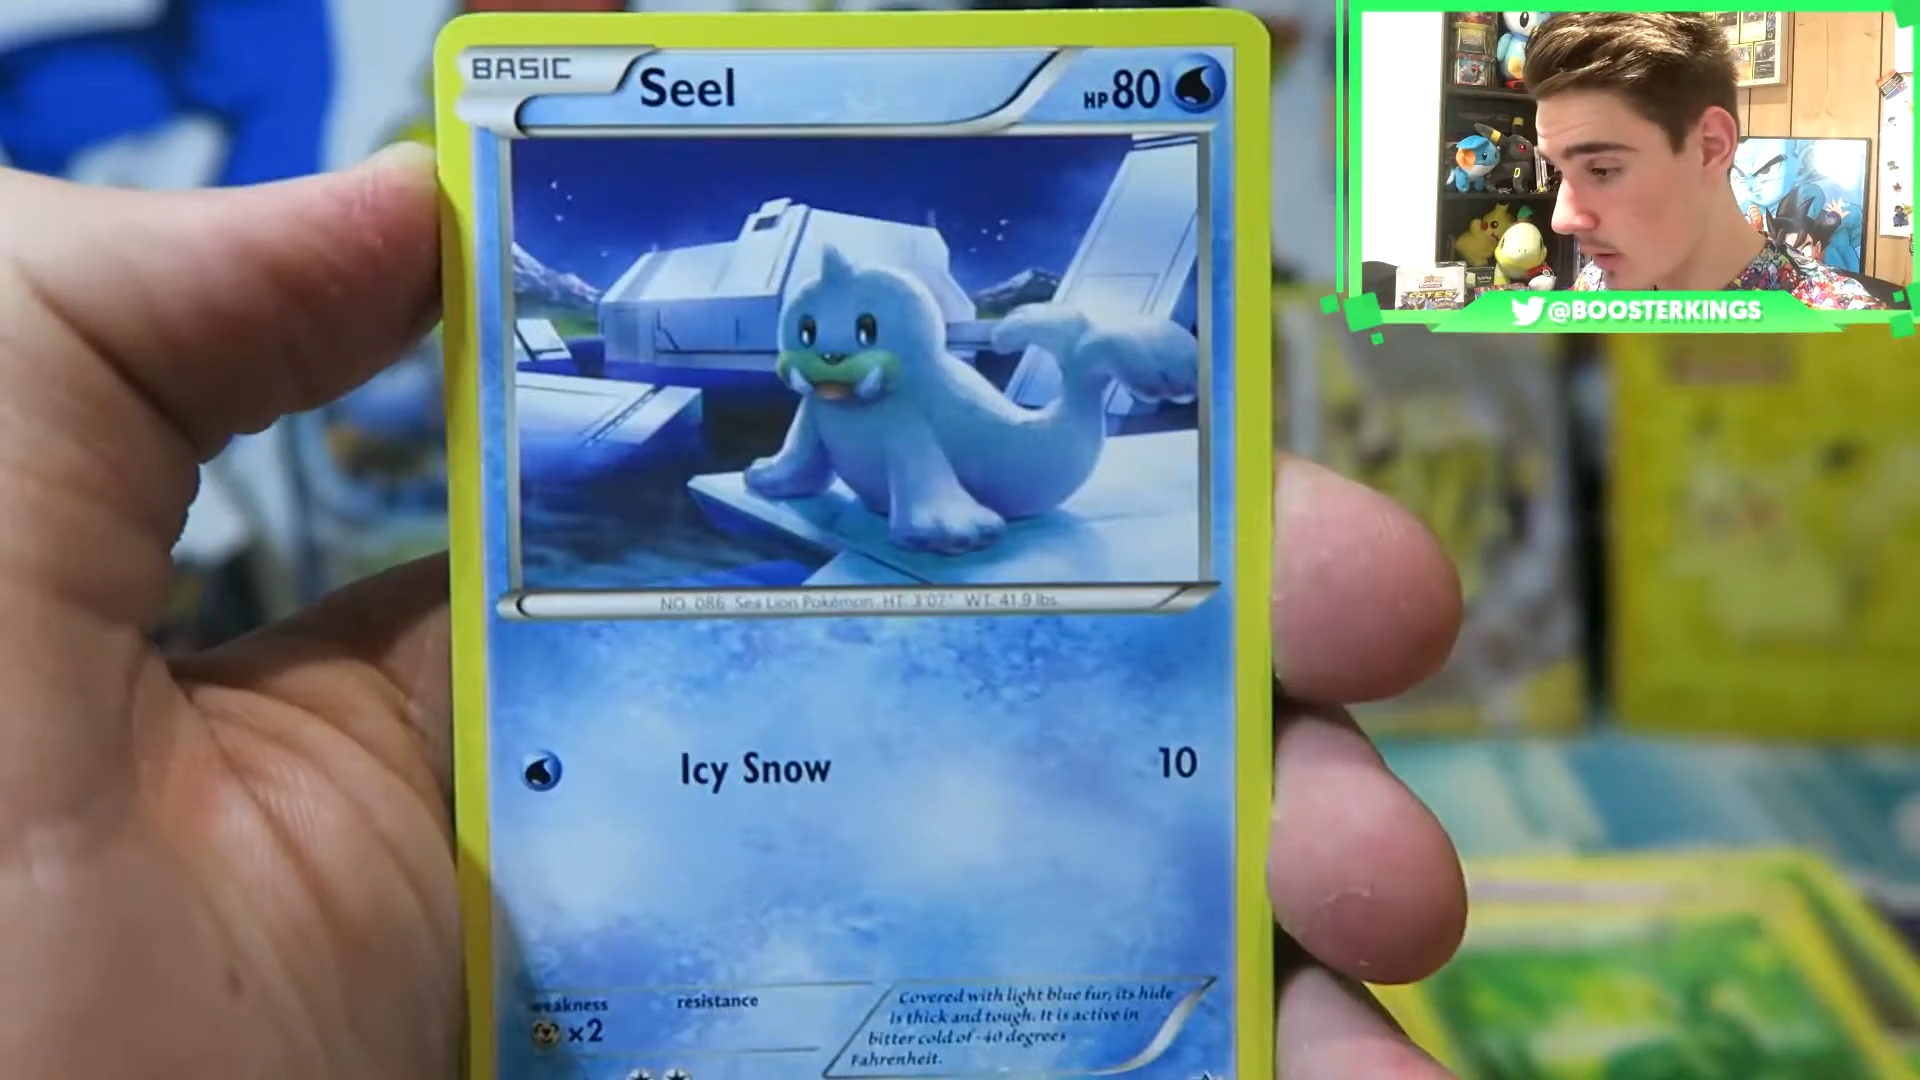 BASIC
Seel
HP 80
NO. 086 Sea Lion Pokémon HT. 3'07" WT. 41.9 lbs.
Icy Snow 10
weakness
×2
resistance
Covered with light blue fur, its hide
is thick and tough. It is active in
bitter cold of -40 degrees
Fahrenheit.
@BOOSTERKINGS